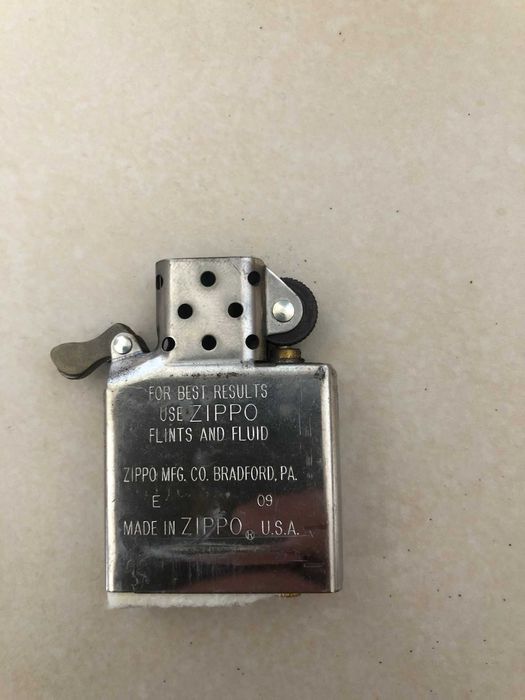 FOR BEST RESULTS
USE ZIPPO
FLINTS AND FLUID
ZIPPO MFG. CO. BRADFORD, PA.
E 09
MADE IN ZIPPO ® U.S.A.